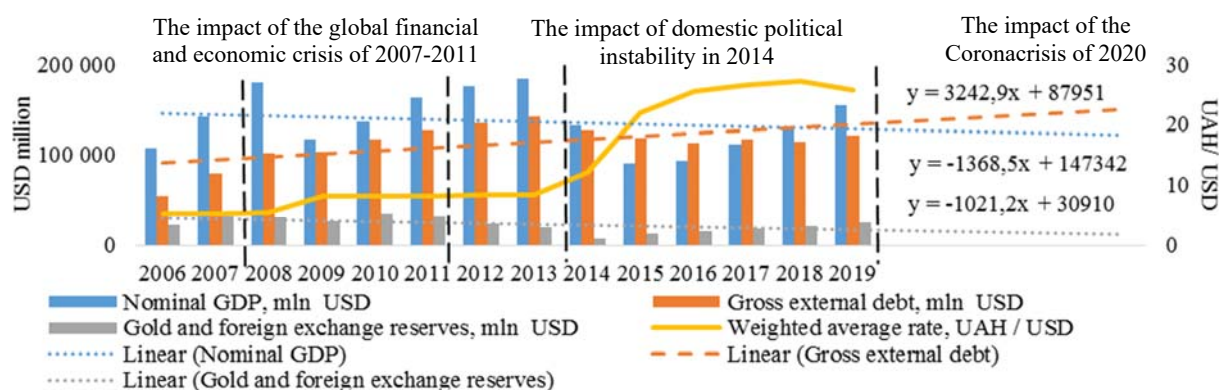 The impact of the global financial
and economic crisis of 2007-2011
The impact of domestic political
instability in 2014
The impact of the
Coronacrisis of 2020
200 000
100 000
0
USD million
30
20
10
0
UAH/ USD
y = 3242,9x + 87951
y = -1368,5x + 147342
y = -1021,2x + 30910
2006 2007 2008 2009 2010 2011 2012 2013 2014 2015 2016 2017 2018 2019
Nominal GDP, mln USD
Gross external debt, mln USD
Gold and foreign exchange reserves, mln USD
Weighted average rate, UAH / USD
Linear (Nominal GDP)
Linear (Gross external debt)
Linear (Gold and foreign exchange reserves)